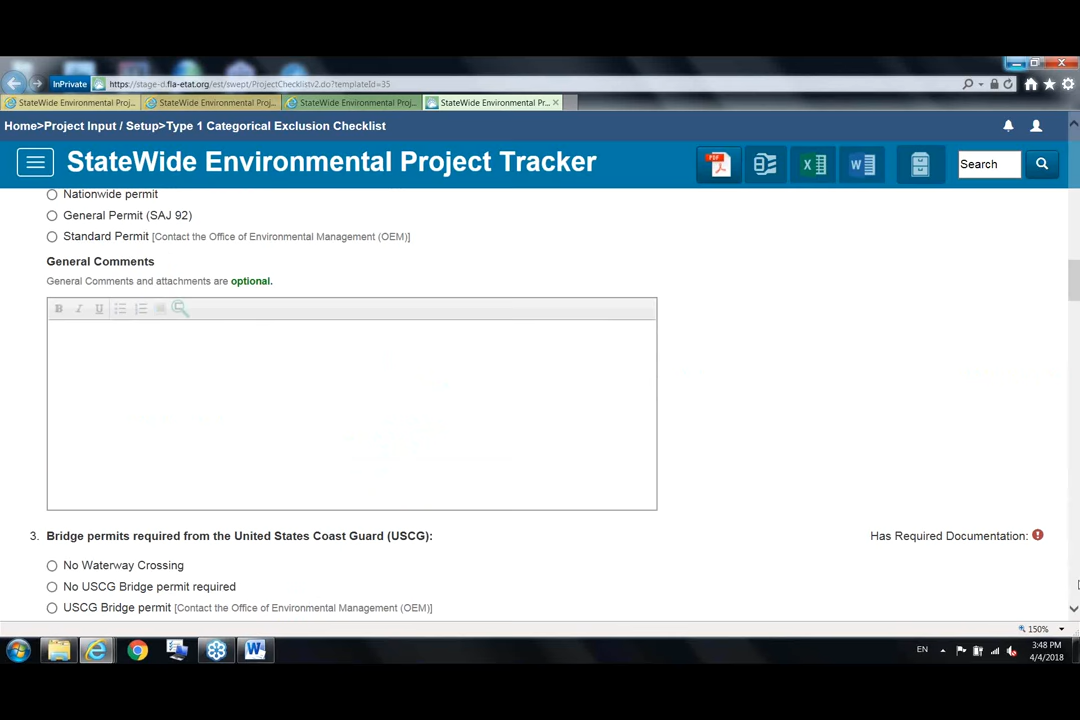 InPrivate
https://stage-d.fla-etat.org/est/swept/ProjectChecklistv2.do?templateId=35
StateWide Environmental Proj...
StateWide Environmental Proj...
StateWide Environmental Proj...
StateWide Environmental Pr...
Home>Project Input / Setup>Type 1 Categorical Exclusion Checklist
StateWide Environmental Project Tracker
PDF
Search
Nationwide permit
General Permit (SAJ 92)
Standard Permit [Contact the Office of Environmental Management (OEM)]
General Comments
General Comments and attachments are optional.
B I U
3. Bridge permits required from the United States Coast Guard (USCG):
Has Required Documentation:
No Waterway Crossing
No USCG Bridge permit required
USCG Bridge permit [Contact the Office of Environmental Management (OEM)]
150%
EN
3:48 PM
4/4/2018